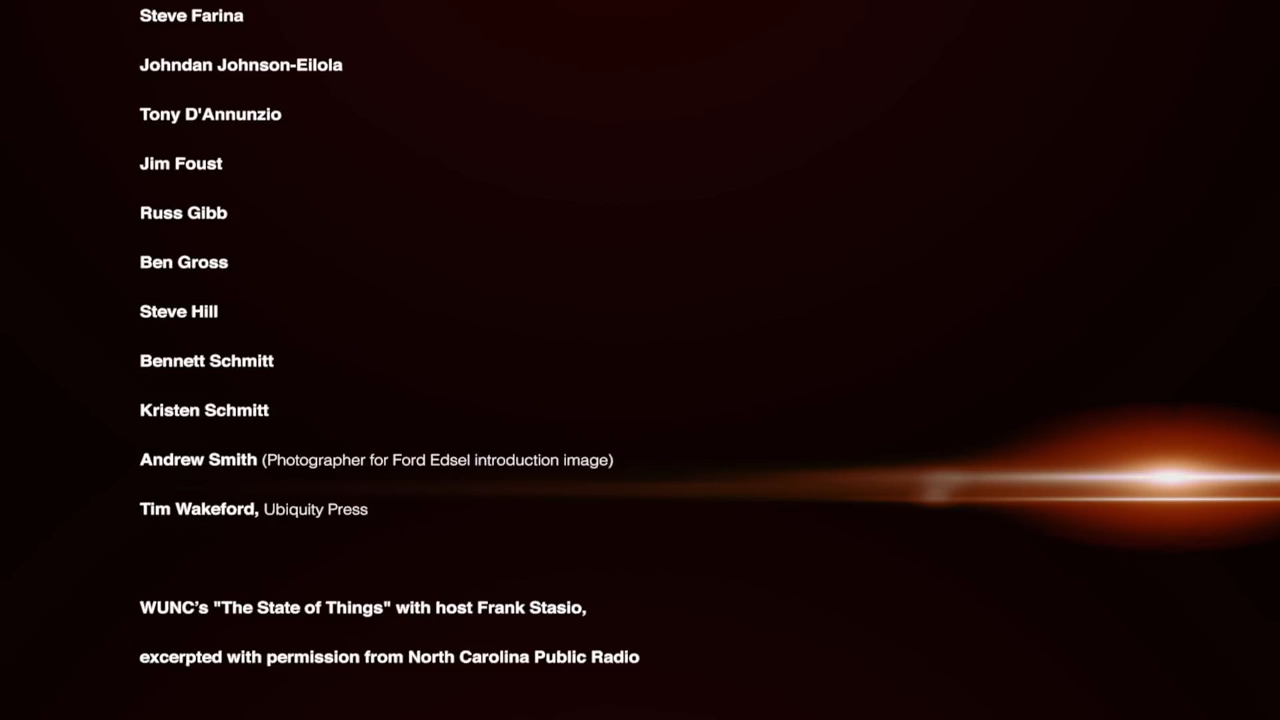 Steve Farina
Johndan Johnson-Eilola
Tony D'Annunzio
Jim Foust
Russ Gibb
Ben Gross
Steve Hill
Bennett Schmitt
Kristen Schmitt
Andrew Smith (Photographer for Ford Edsel introduction image)
Tim Wakeford, Ubiquity Press
WUNC’s "The State of Things" with host Frank Stasio,
excerpted with permission from North Carolina Public Radio